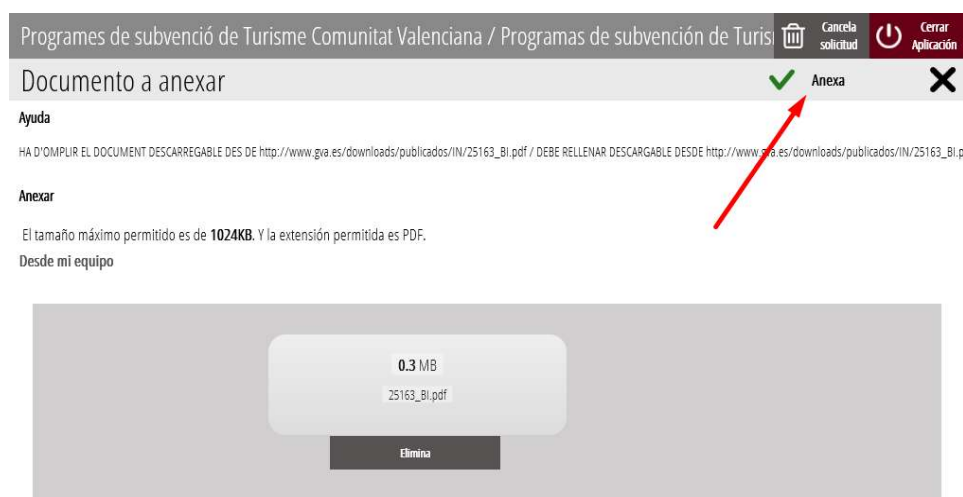 Programes de subvenció de Turisme Comunitat Valenciana / Programas de subvención de Turis
Cancela
solicitud
Cerrar
Aplicación
Documento a anexar
Anexa
Ayuda
HA D'OMPLIR EL DOCUMENT DESCARREGABLE DES DE http://www.gva.es/downloads/publicados/IN/25163_BI.pdf / DEBE RELLENAR DESCARGABLE DESDE http://www.gva.es/downloads/publicados/IN/25163_BI.p
Anexar
El tamaño máximo permitido es de 1024KB. Y la extensión permitida es PDF.
Desde mi equipo
0.3 MB
25163_BI.pdf
Elimina